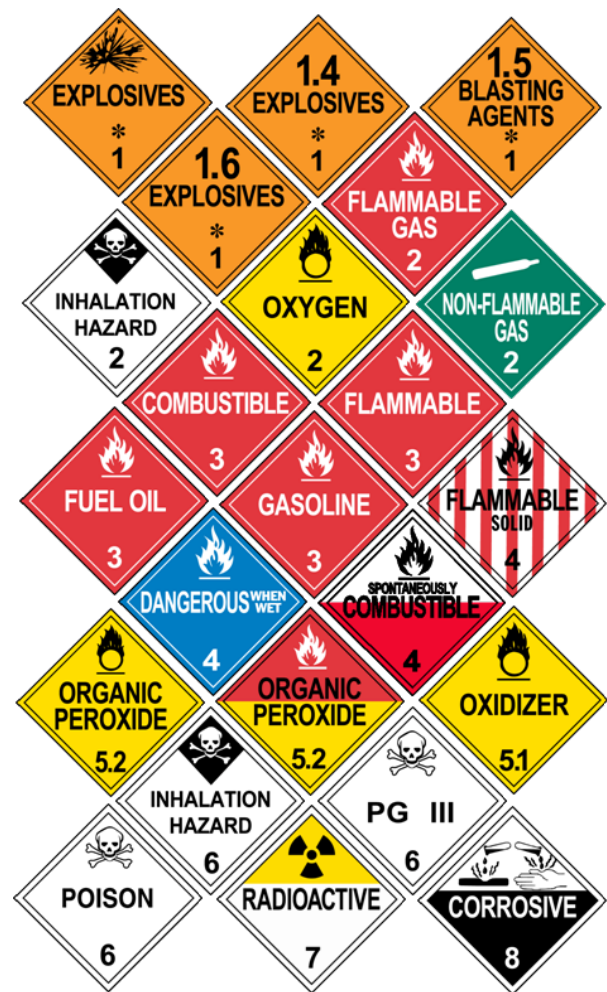 EXPLOSIVES
*
1
1.4
EXPLOSIVES
*
1
1.5
BLASTING
AGENTS
*
1
1.6
EXPLOSIVES
*
1
FLAMMABLE
GAS
2
INHALATION
HAZARD
2
OXYGEN
2
NON-FLAMMABLE
GAS
2
COMBUSTIBLE
3
FLAMMABLE
3
FUEL OIL
3
GASOLINE
3
FLAMMABLE
SOLID
4
DANGEROUS WHEN
WET
4
SPONTANEOUSLY
COMBUSTIBLE
4
ORGANIC
PEROXIDE
5.2
ORGANIC
PEROXIDE
5.2
OXIDIZER
5.1
INHALATION
HAZARD
6
PG III
6
POISON
6
RADIOACTIVE
7
CORROSIVE
8